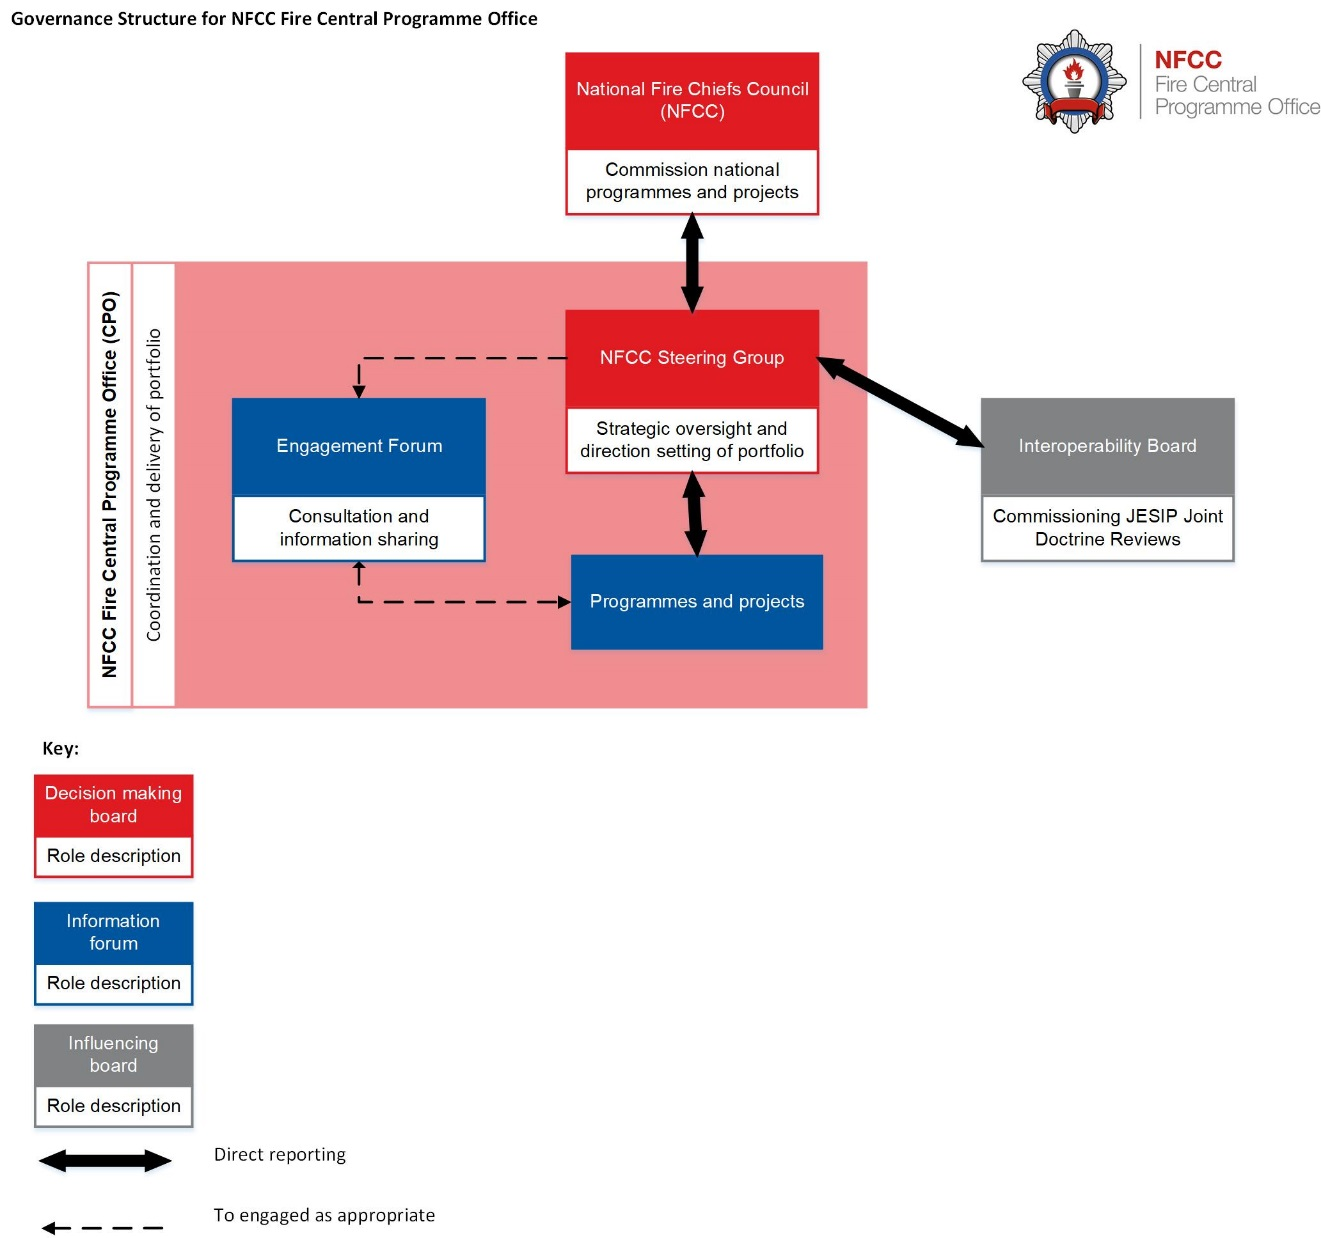 Governance Structure for NFCC Fire Central Programme Office
NFCC
Fire Central
Programme Office
National Fire Chiefs Council
(NFCC)
Commission national
programmes and projects
NFCC Fire Central Programme Office (CPO)
Coordination and delivery of portfolio
NFCC Steering Group
Strategic oversight and
direction setting of portfolio
Engagement Forum
Consultation and
information sharing
Interoperability Board
Commissioning JESIP Joint
Doctrine Reviews
Programmes and projects
Key:
Decision making
board
Role description
Information
forum
Role description
Influencing
board
Role description
Direct reporting
To engaged as appropriate